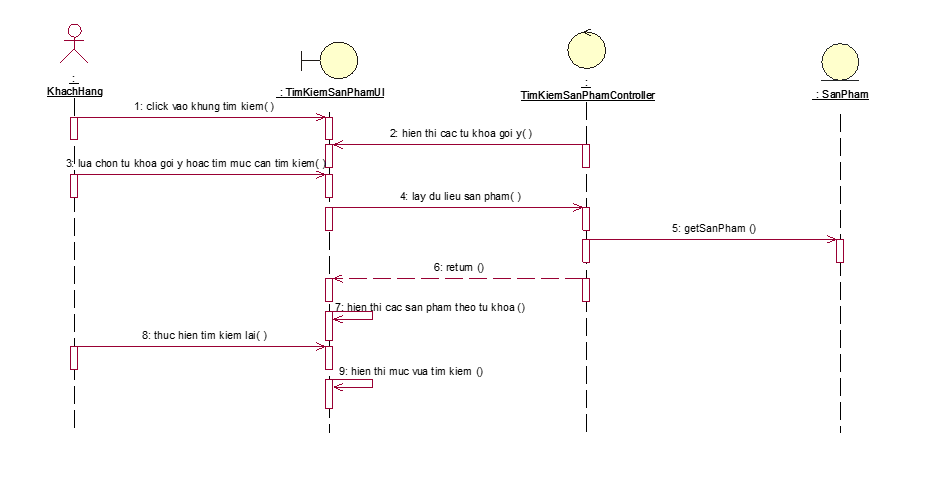 :
KhachHang
: TimKiemSanPhamUI
:
TimKiemSanPhamController
: SanPham
1: click vao khung tim kiem( )
2: hien thi cac tu khoa goi y( )
3: lua chon tu khoa goi y hoac tim muc can tim kiem( )
4: lay du lieu san pham( )
5: getSanPham ()
6: return ()
7: hien thi cac san pham theo tu khoa ()
8: thuc hien tim kiem lai( )
9: hien thi muc vua tim kiem ()